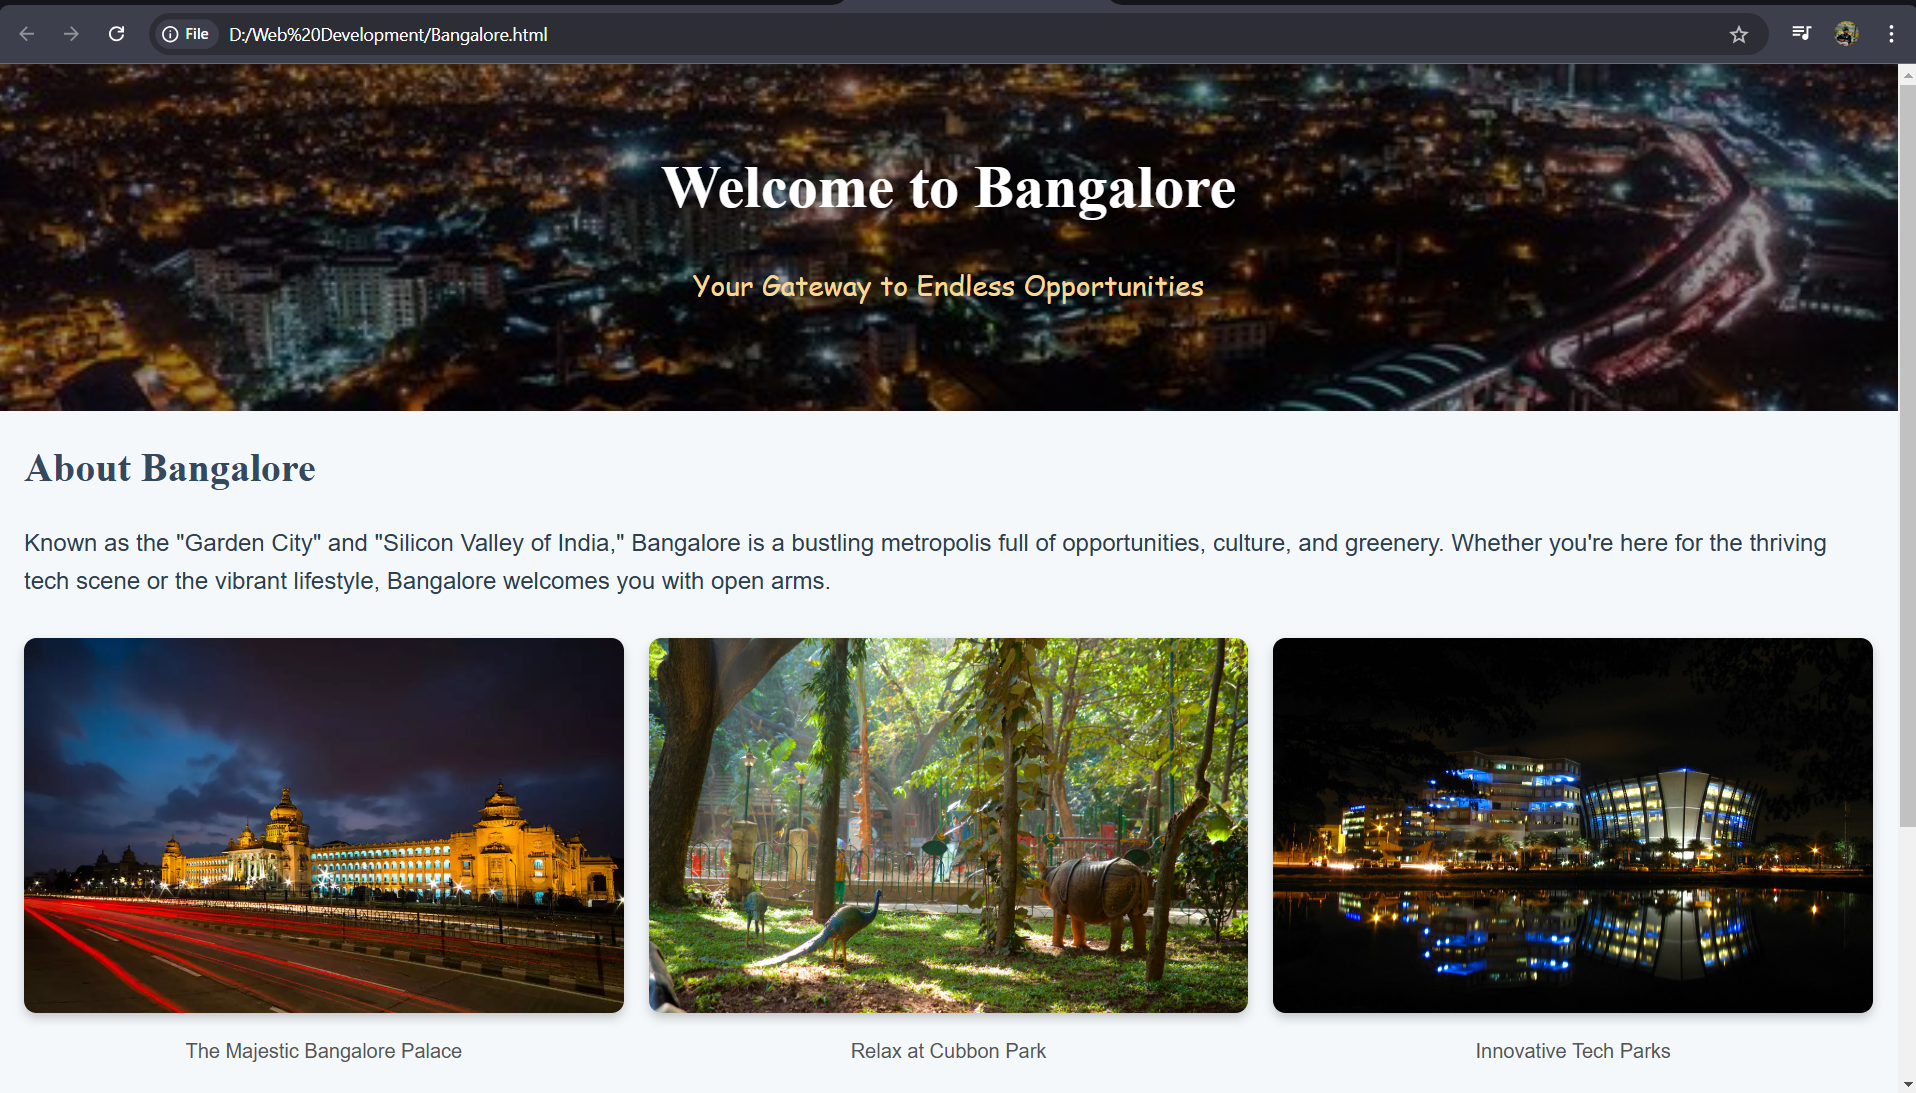 File
D:/Web%20Development/Bangalore.html
Welcome to Bangalore
Your Gateway to Endless Opportunities
About Bangalore
Known as the "Garden City" and "Silicon Valley of India," Bangalore is a bustling metropolis full of opportunities, culture, and greenery. Whether you're here for the thriving
tech scene or the vibrant lifestyle, Bangalore welcomes you with open arms.
The Majestic Bangalore Palace
Relax at Cubbon Park
Innovative Tech Parks